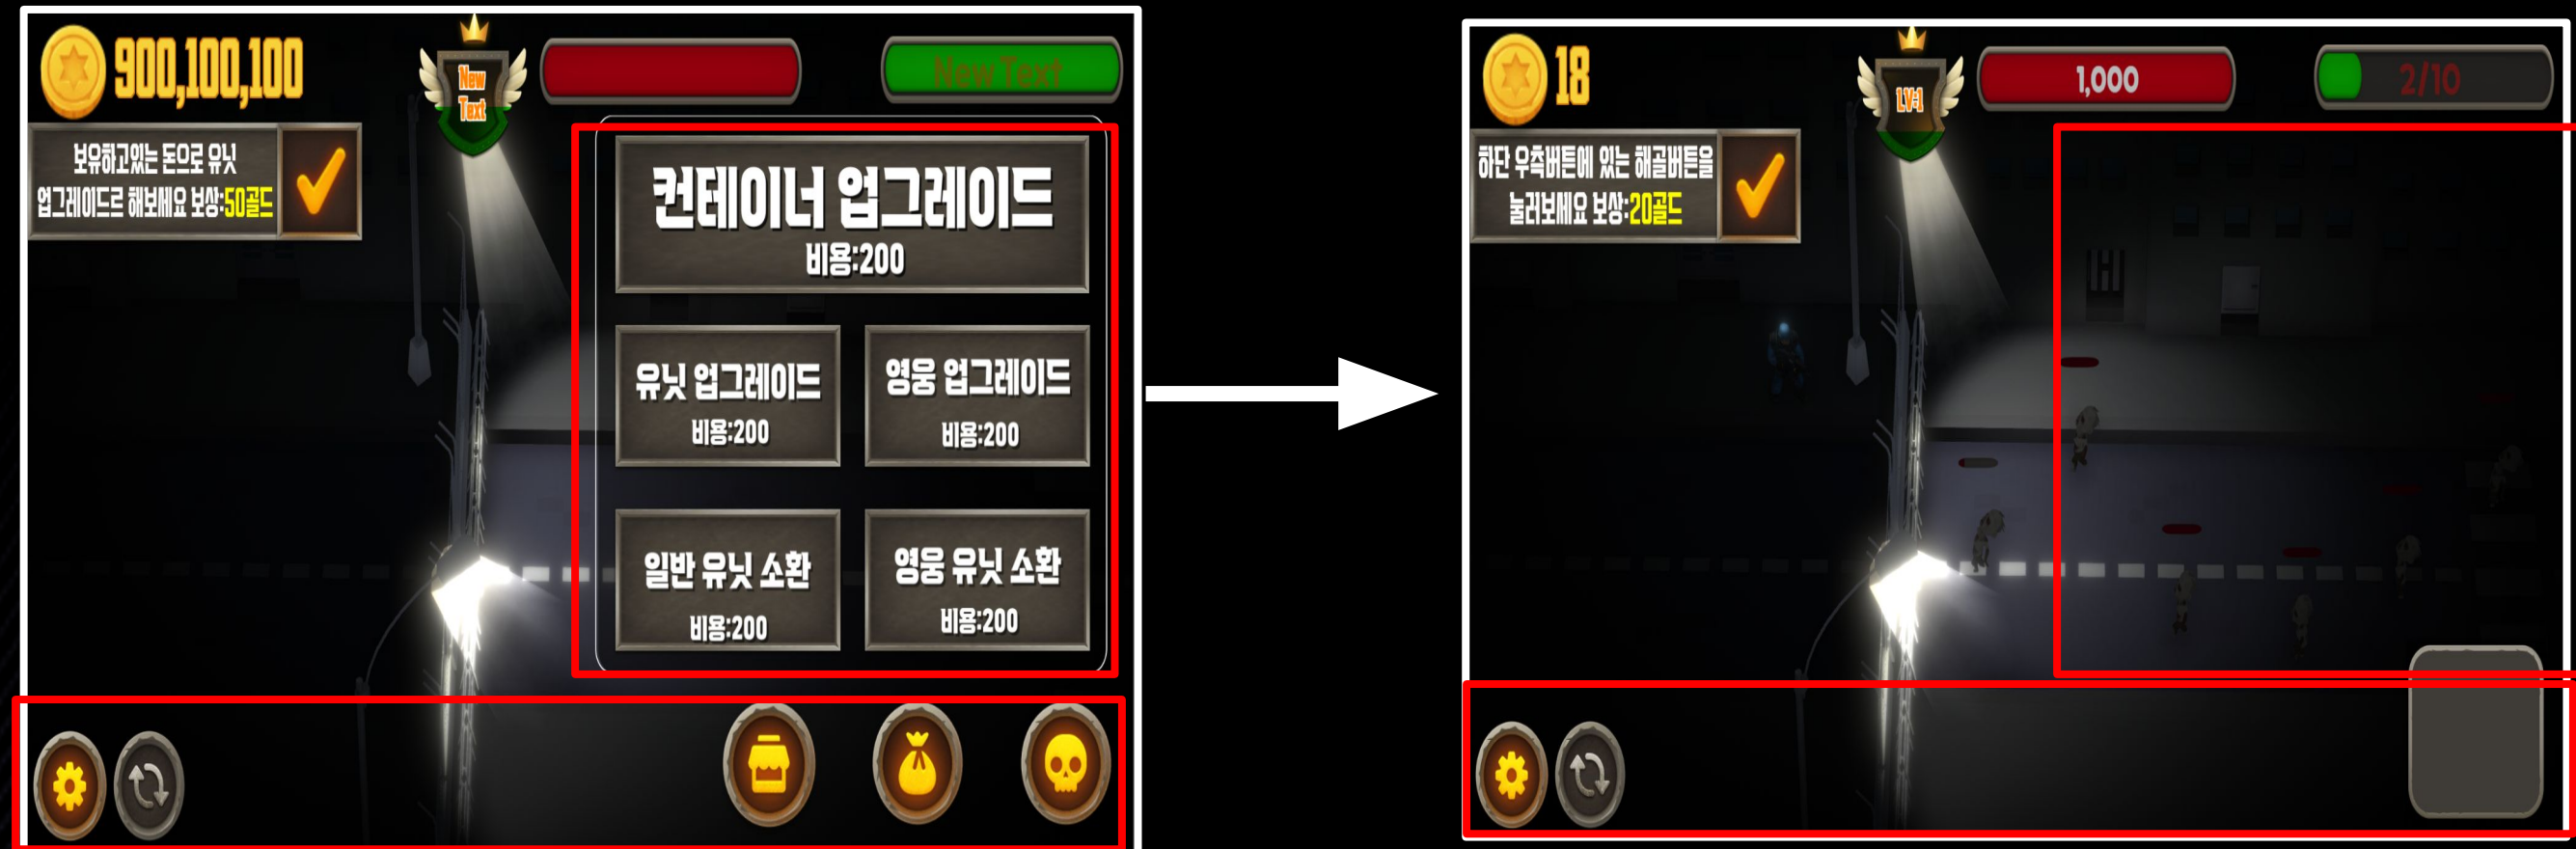 900,100,100
New
Text
New Text
보유하고있는 돈으로 유닛
업그레이드르 해보세요 보상:50골드
컨테이너 업그레이드
비용:200
유닛 업그레이드
비용:200
영웅 업그레이드
비용:200
일반 유닛 소환
비용:200
영웅 유닛 소환
비용:200
18
LV:1
1,000
2/10
하단 우측버튼에 있는 해골버튼을
눌러보세요 보상:20골드